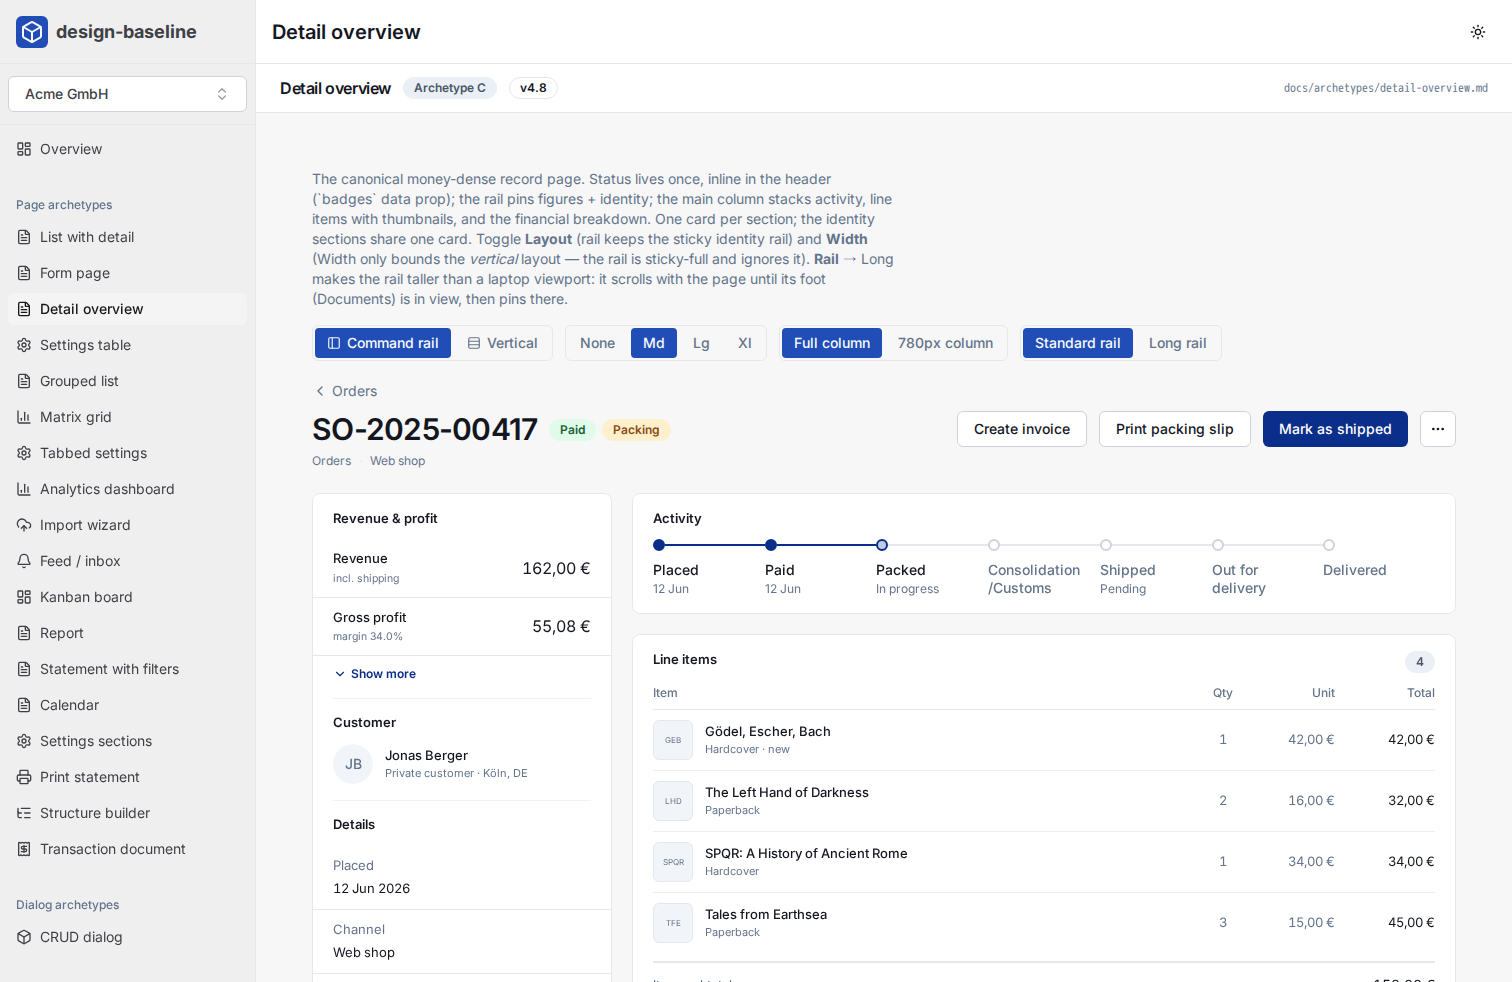 design-baseline
Acme GmbH
Overview
Page archetypes
List with detail
Form page
Detail overview
Settings table
Grouped list
Matrix grid
Tabbed settings
Analytics dashboard
Import wizard
Feed / inbox
Kanban board
Report
Statement with filters
Calendar
Settings sections
Print statement
Structure builder
Transaction document
Dialog archetypes
CRUD dialog
Detail overview
Detail overview Archetype C v4.8 docs/archetypes/detail-overview.md
The canonical money-dense record page. Status lives once, inline in the header
(`badges` data prop); the rail pins figures + identity; the main column stacks activity, line
items with thumbnails, and the financial breakdown. One card per section; the identity
sections share one card. Toggle Layout (rail keeps the sticky identity rail) and Width
(Width only bounds the vertical layout — the rail is sticky-full and ignores it). Rail → Long
makes the rail taller than a laptop viewport: it scrolls with the page until its foot
(Documents) is in view, then pins there.
Command rail Vertical None Md Lg Xl Full column 780px column Standard rail Long rail
Orders
SO-2025-00417 Paid Packing Create invoice Print packing slip Mark as shipped
Orders · Web shop
Revenue & profit
Revenue 162,00 €
incl. shipping
Gross profit 55,08 €
margin 34.0%
Show more
Customer
JB Jonas Berger
Private customer · Köln, DE
Details
Placed
12 Jun 2026
Channel
Web shop
Activity
Placed Paid Packed Consolidation Shipped Out for Delivered
12 Jun 12 Jun In progress /Customs Pending delivery
Line items 4
Item Qty Unit Total
GEB Gödel, Escher, Bach 1 42,00 € 42,00 €
Hardcover · new
LHD The Left Hand of Darkness 2 16,00 € 32,00 €
Paperback
SPQR SPQR: A History of Ancient Rome 1 34,00 € 34,00 €
Hardcover
TFE Tales from Earthsea 3 15,00 € 45,00 €
Paperback